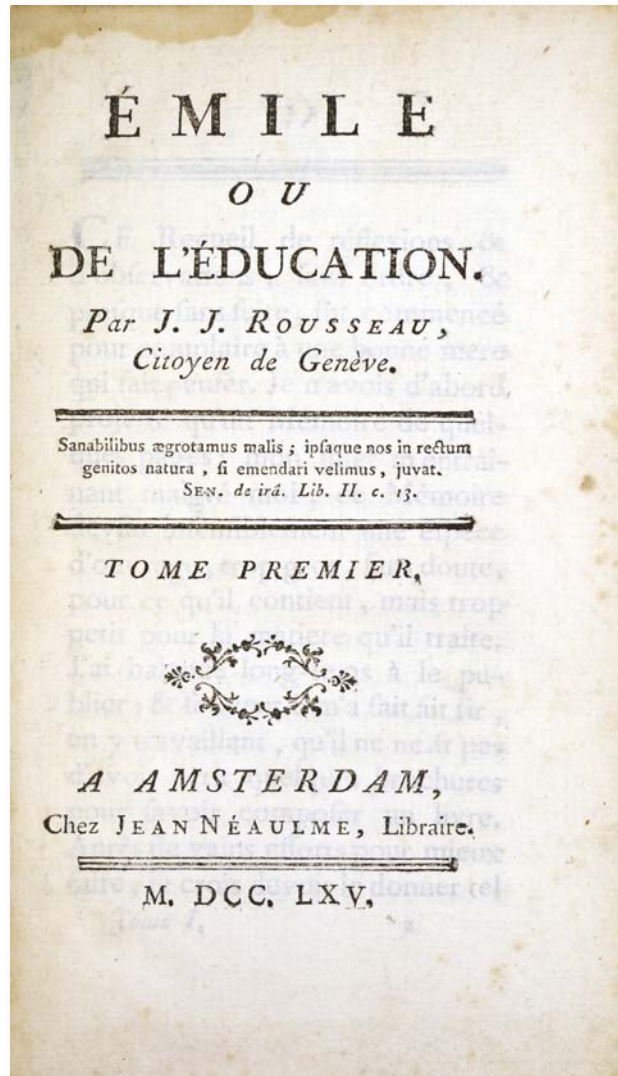 ÉMILE
OU
DE L'ÉDUCATION.
Par J. J. ROUSSEAU,
Citoyen de Genève.
Sanabilibus ægrotamus malis ; ipſaque nos in rectum
genitos natura , ſi emendari velimus , juvat.
SEN. de irâ. Lib. II. c. 13.
TOME PREMIER,
A AMSTERDAM,
Chez JEAN NÉAULME, Libraire.
M. DCC. LXV.